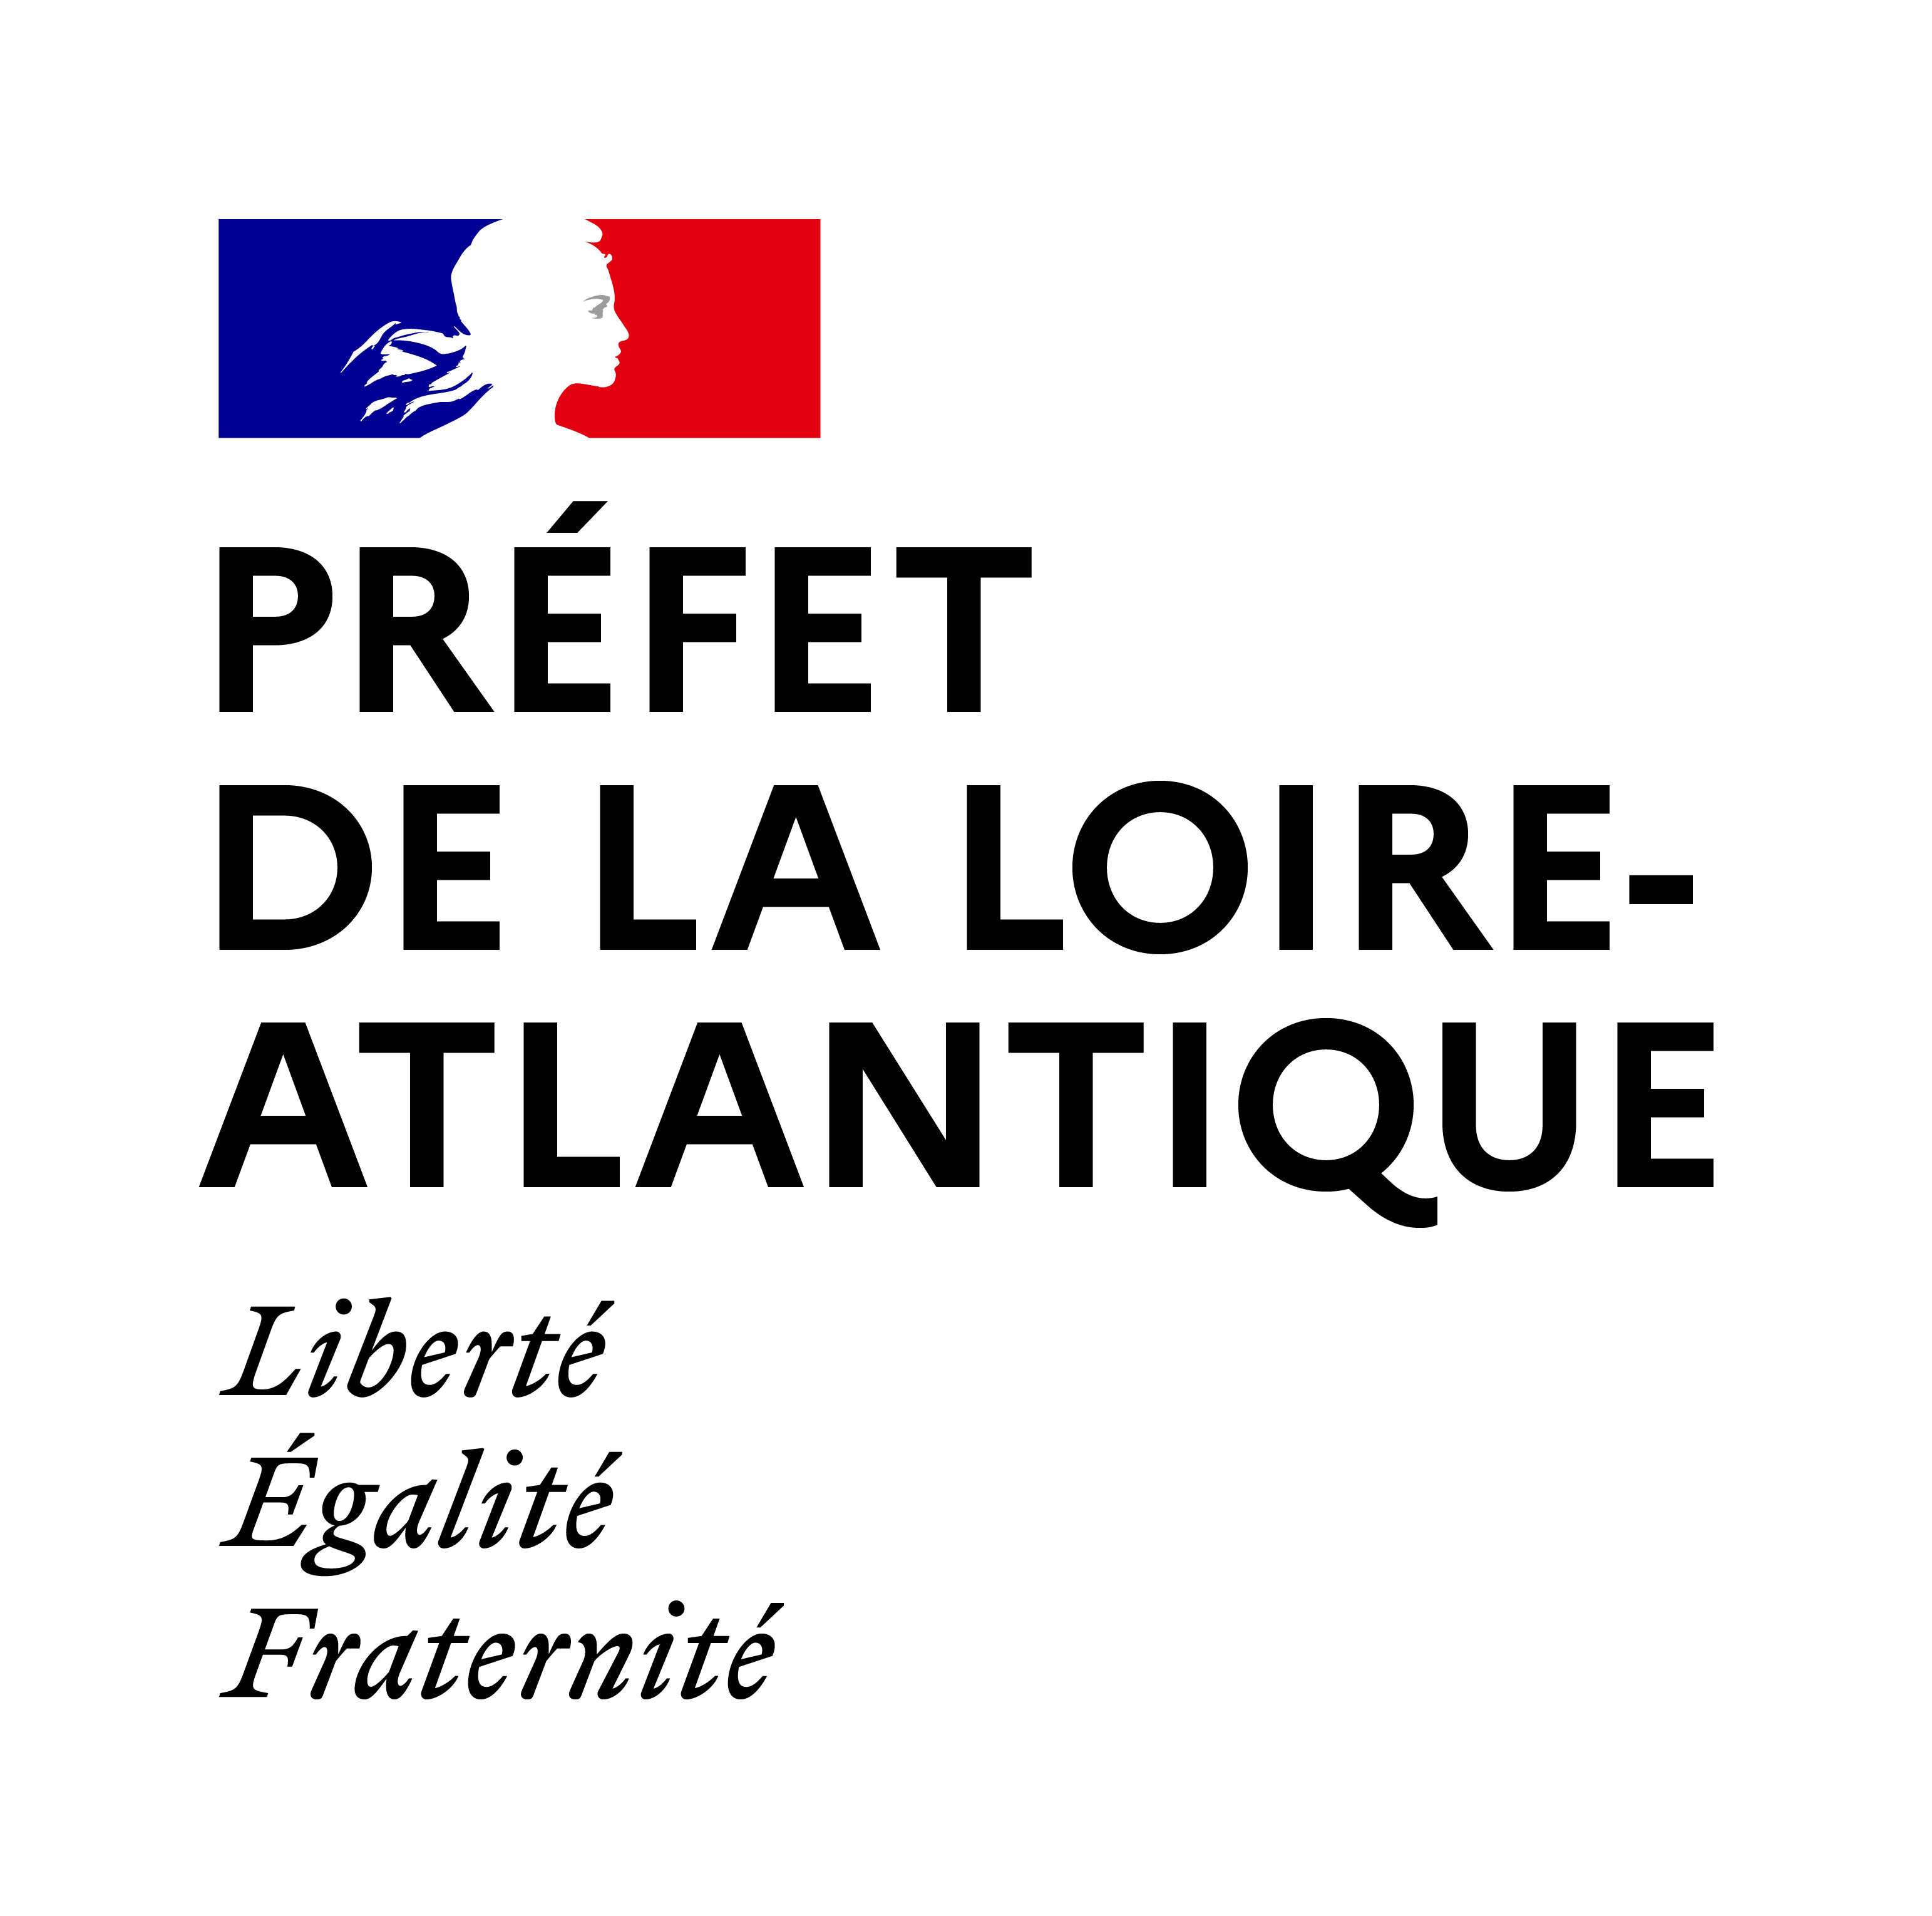 PRÉFET
DE LA LOIRE-
ATLANTIQUE
Liberté
Égalité
Fraternité